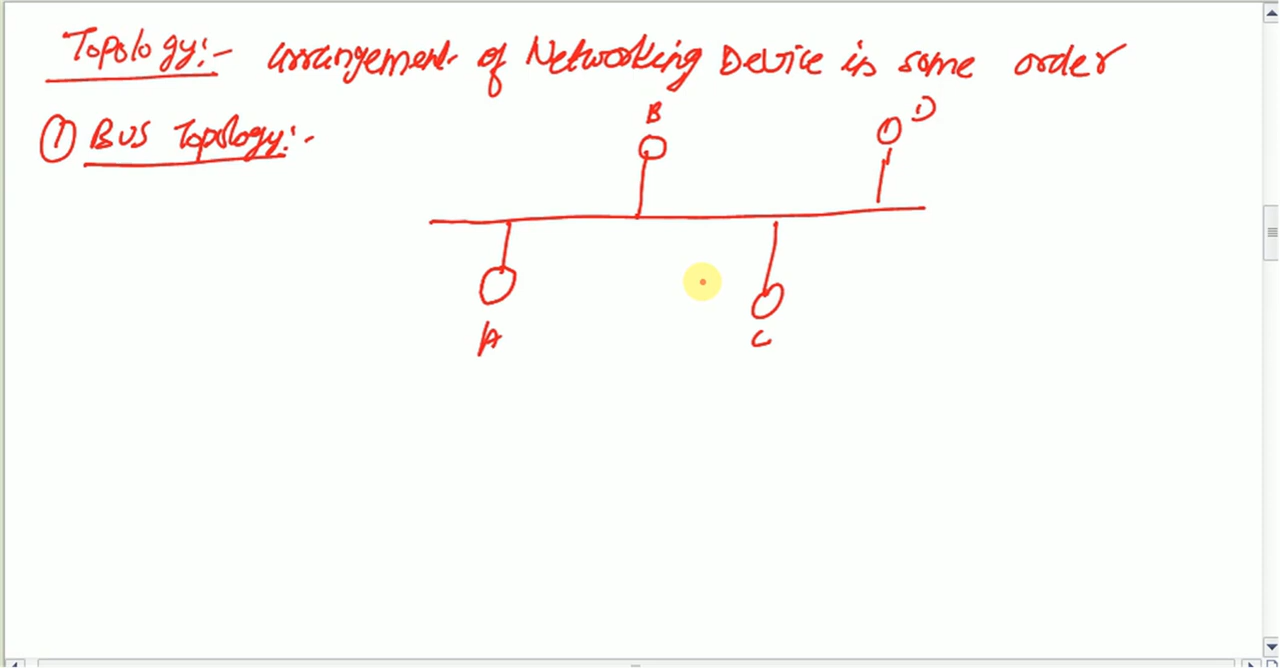 Topology:- arrangement of Networking Device in some order
① BUS Topology:-
B
D
A
C